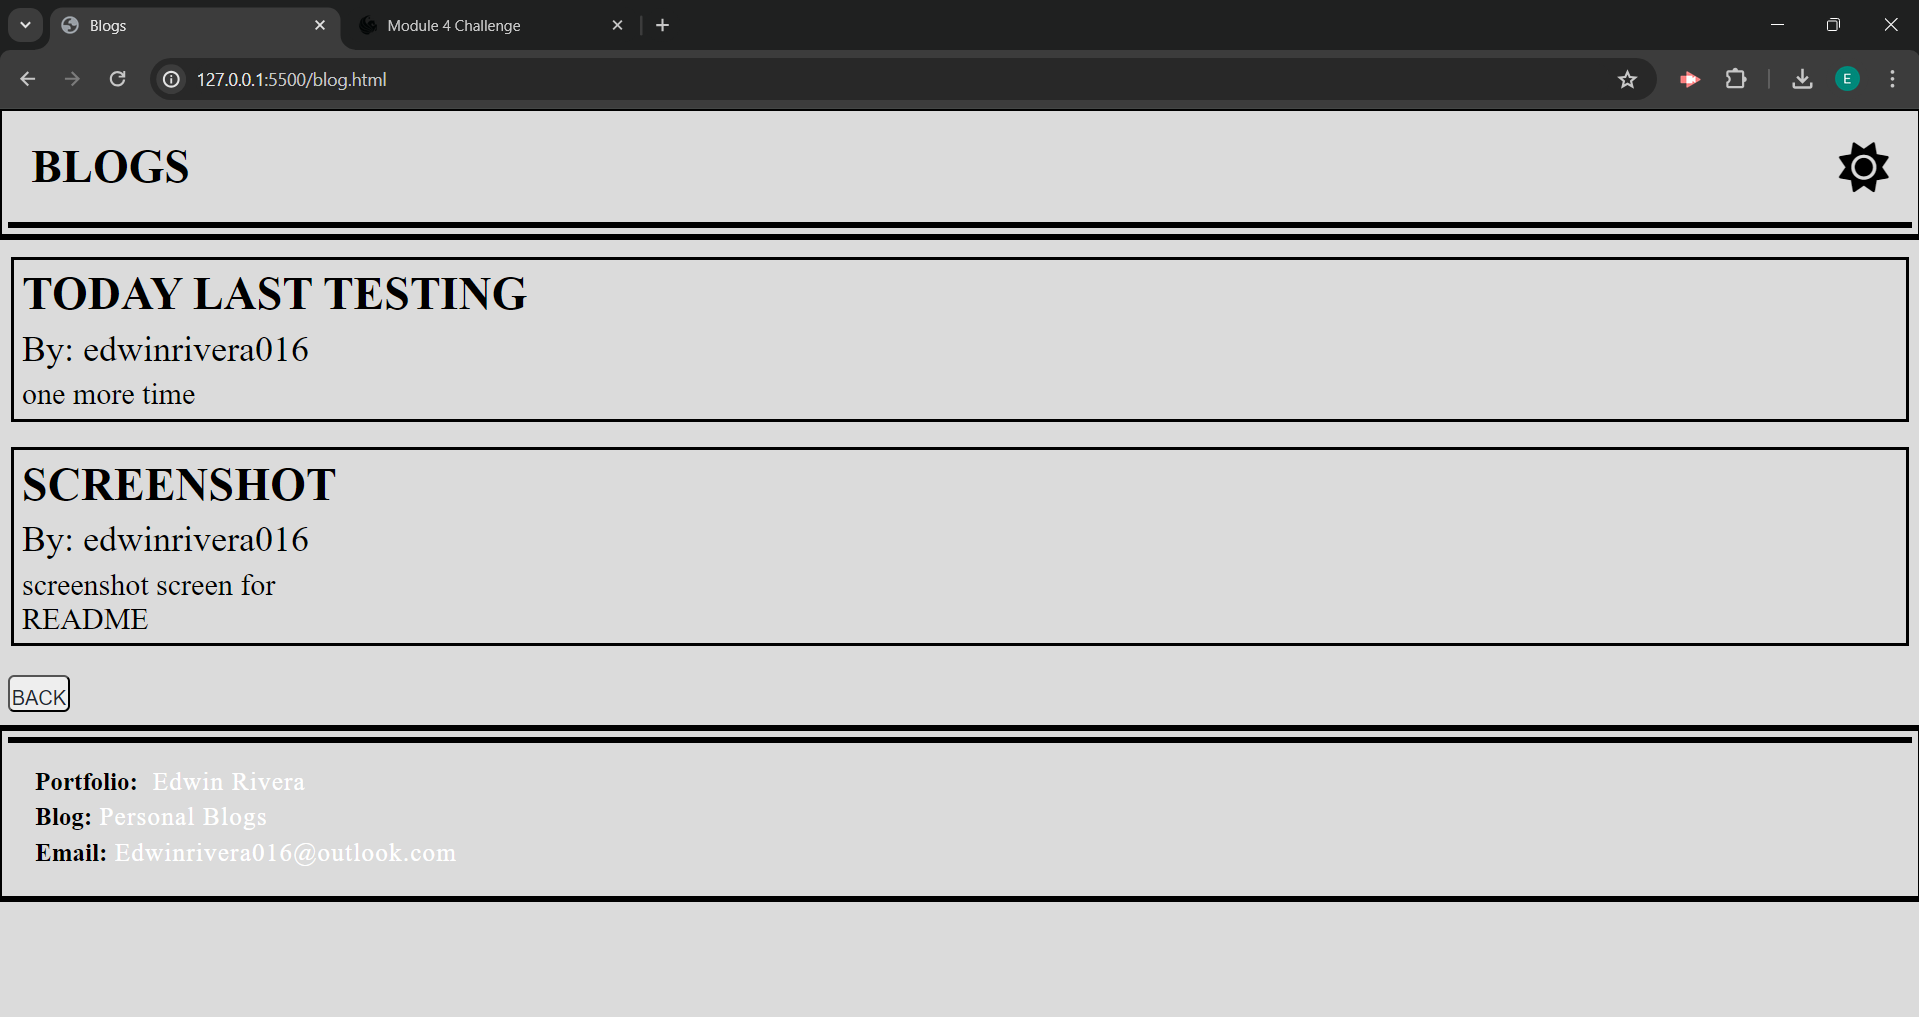 Blogs
Module 4 Challenge
127.0.0.1:5500/blog.html
E
BLOGS
TODAY LAST TESTING
By: edwinrivera016
one more time
SCREENSHOT
By: edwinrivera016
screenshot screen for
README
BACK
Portfolio: Edwin Rivera
Blog: Personal Blogs
Email: Edwinrivera016@outlook.com